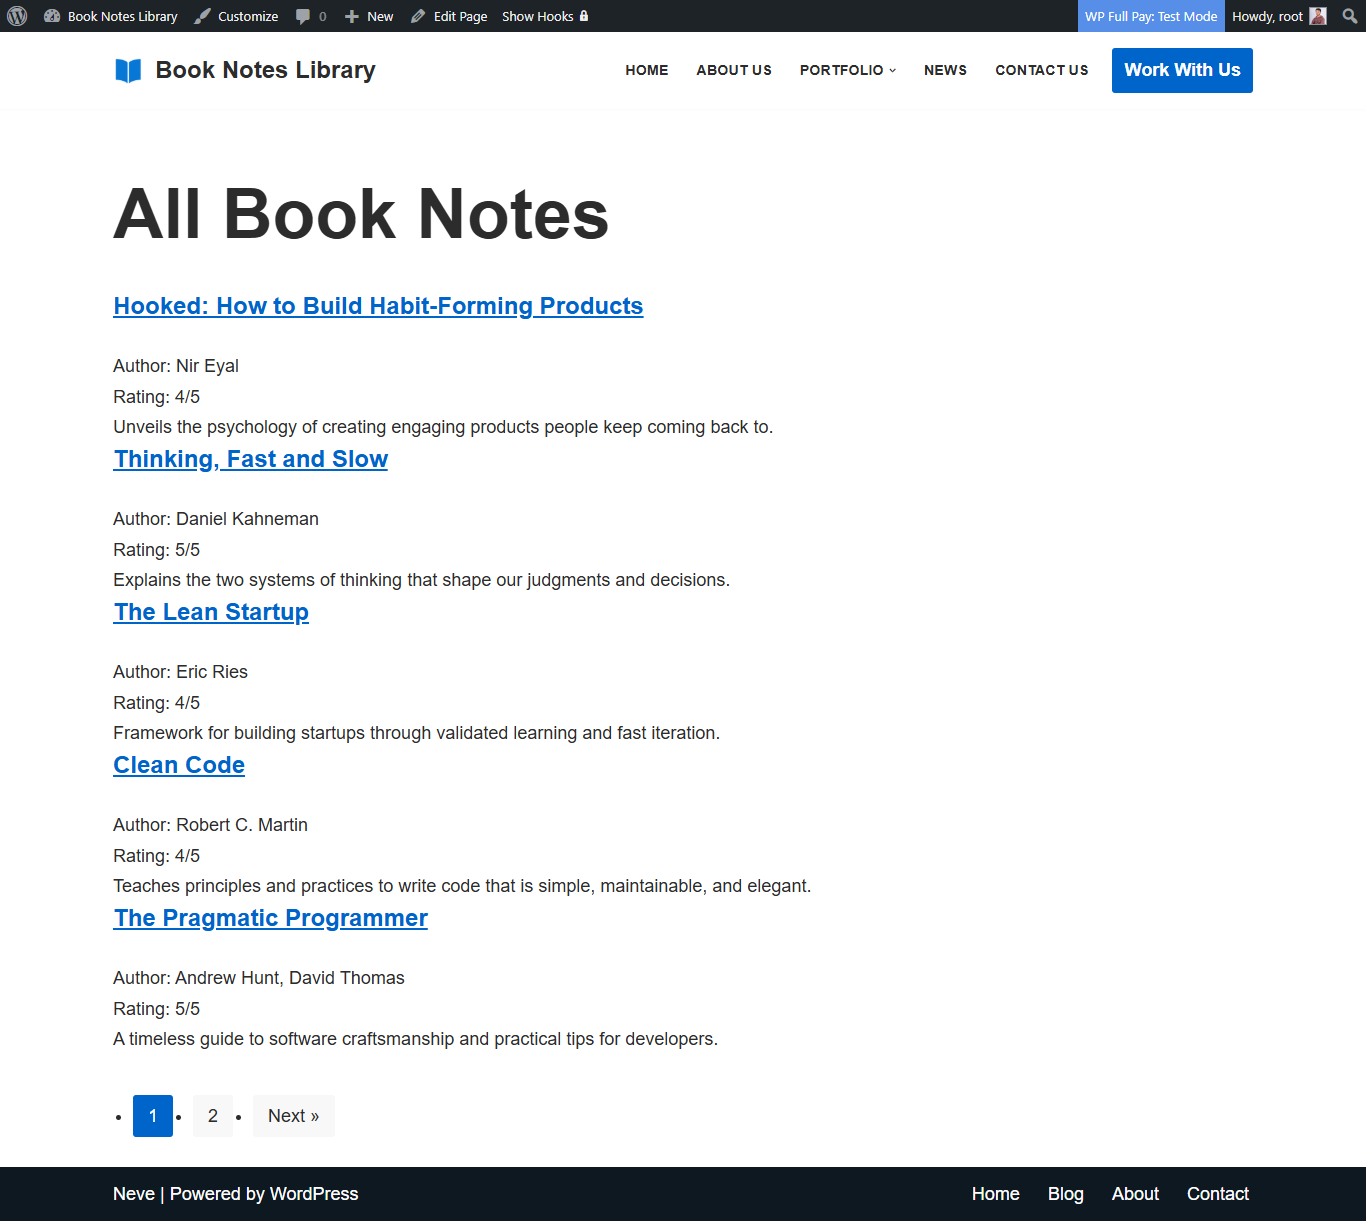 Book Notes Library Customize 0 New Edit Page Show Hooks WP Full Pay: Test Mode Howdy, root
Book Notes Library HOME ABOUT US PORTFOLIO NEWS CONTACT US Work With Us
All Book Notes
Hooked: How to Build Habit-Forming Products
Author: Nir Eyal
Rating: 4/5
Unveils the psychology of creating engaging products people keep coming back to.
Thinking, Fast and Slow
Author: Daniel Kahneman
Rating: 5/5
Explains the two systems of thinking that shape our judgments and decisions.
The Lean Startup
Author: Eric Ries
Rating: 4/5
Framework for building startups through validated learning and fast iteration.
Clean Code
Author: Robert C. Martin
Rating: 4/5
Teaches principles and practices to write code that is simple, maintainable, and elegant.
The Pragmatic Programmer
Author: Andrew Hunt, David Thomas
Rating: 5/5
A timeless guide to software craftsmanship and practical tips for developers.
• 1 • 2 • Next »
Neve | Powered by WordPress Home Blog About Contact